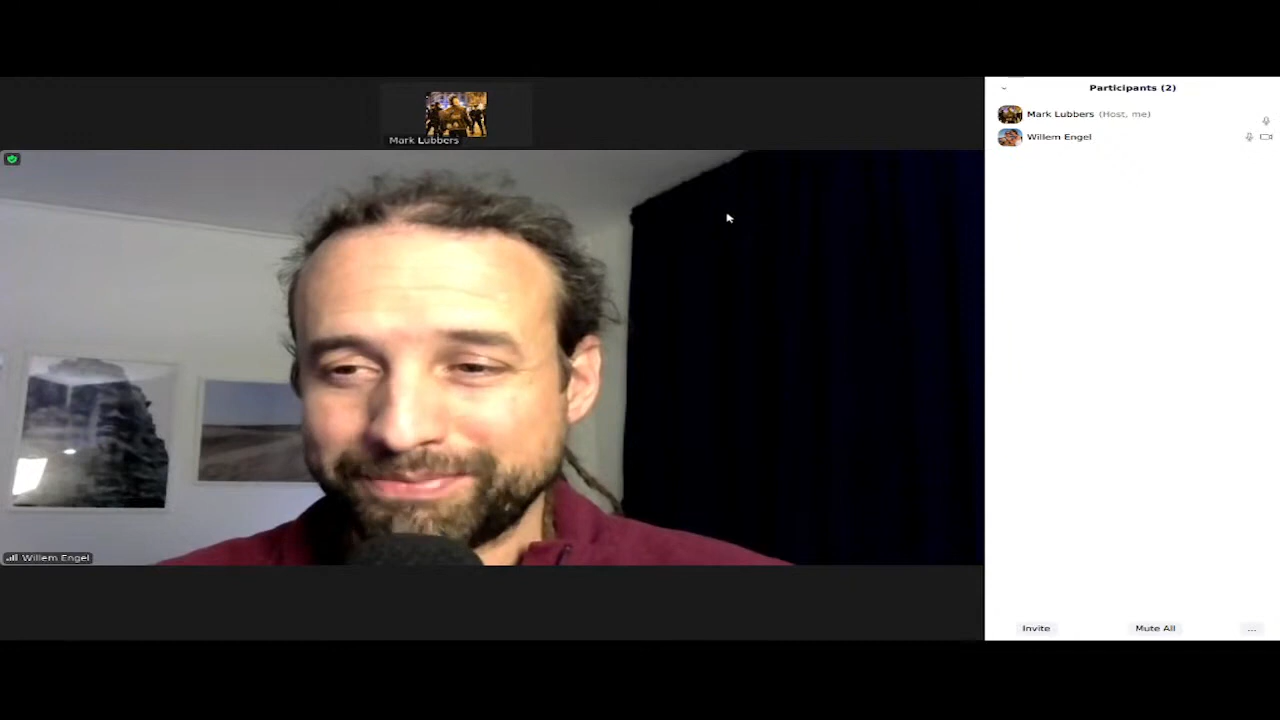 Participants (2)
Mark Lubbers (Host, me)
Willem Engel
Mark Lubbers
Willem Engel
Invite
Mute All
...